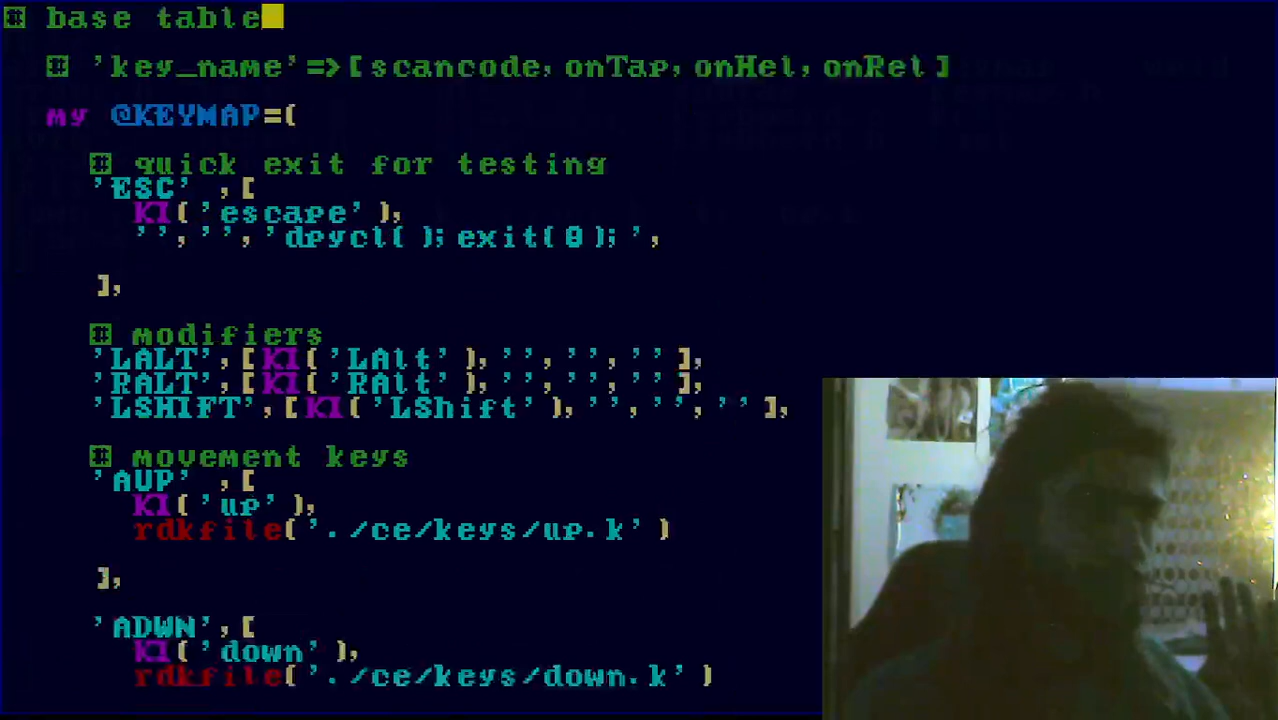 # base table
# 'key_name'=>[scancode,onTap,onHel,onRel]
my @KEYMAP=(
# quick exit for testing
'ESC' ,[
KI('escape'),
'','','dpycl();exit(0);',
],
# modifiers
'LALT',[KI('LAlt'),'','',''],
'RALT',[KI('RAlt'),'','',''],
'LSHIFT',[KI('LShift'),'','',''],
# movement keys
'AUP' ,[
KI('up'),
rdkfile('./ce/keys/up.k')
],
'ADWN',[
KI('down'),
rdkfile('./ce/keys/down.k')